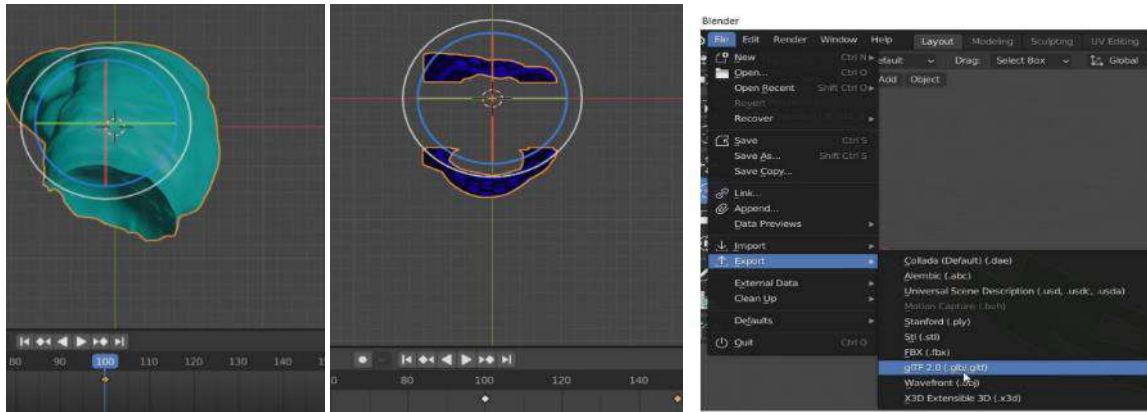 80 90 100 110 120 130 140
0 80 100 120 140
Blender
File Edit Render Window Help Layout Modeling Sculpting UV Editing
efault Drag: Select Box Global
Add Object
New Ctrl N
Open... Ctrl O
Open Recent Shift Ctrl O
Revert
Recover
Save Ctrl S
Save As... Shift Ctrl S
Save Copy...
Link...
Append...
Data Previews
Import
Export
External Data
Clean Up
Defaults
Quit Ctrl Q
Collada (Default) (.dae)
Alembic (.abc)
Universal Scene Description (.usd, .usdc, .usda)
Motion Capture (.bvh)
Stanford (.ply)
Stl (.stl)
FBX (.fbx)
glTF 2.0 (.glb/.gltf)
Wavefront (.obj)
X3D Extensible 3D (.x3d)